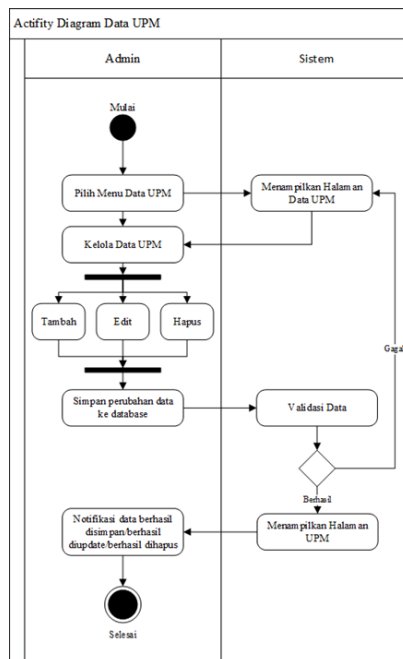 Actifity Diagram Data UPM
Admin
Sistem
Mulai
Pilih Menu Data UPM
Menampilkan Halaman
Data UPM
Kelola Data UPM
Tambah
Edit
Hapus
Gagal
Simpan perubahan data
ke database
Validasi Data
Berhasil
Notifikasi data berhasil
disimpan/berhasil
diupdate/berhasil dihapus
Menampilkan Halaman
UPM
Selesai